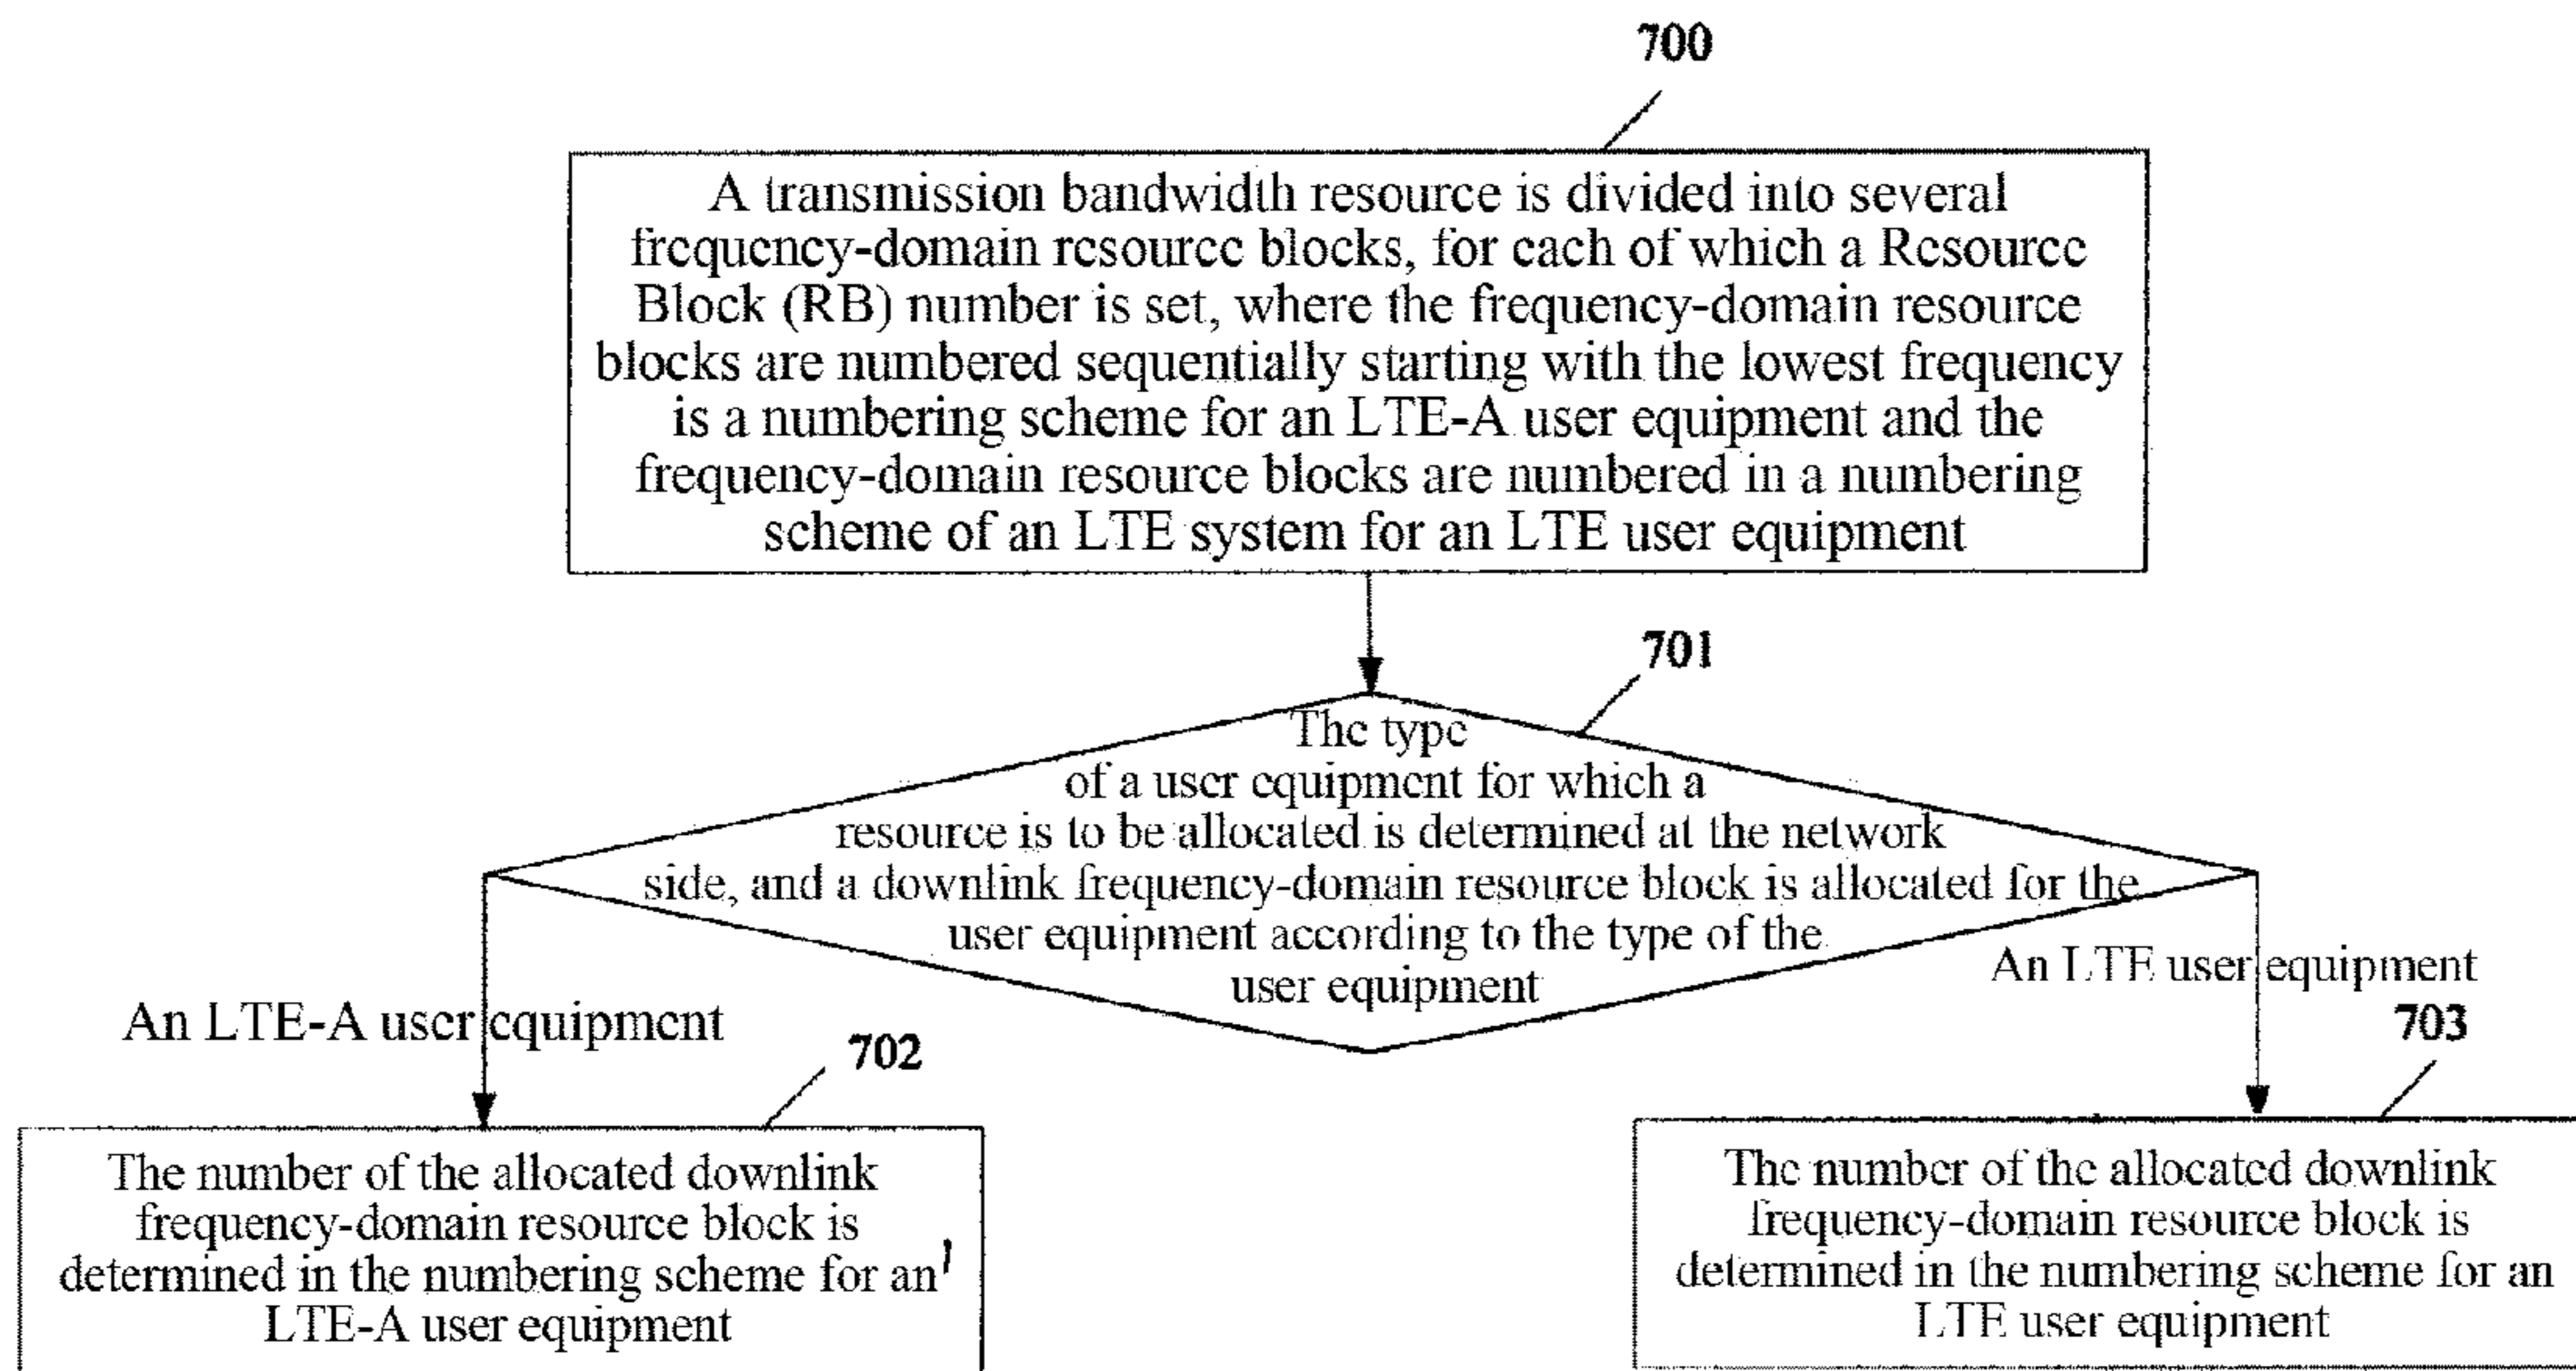 700
A transmission bandwidth resource is divided into several
frequency-domain resource blocks, for each of which a Resource
Block (RB) number is set, where the frequency-domain resource
blocks are numbered sequentially starting with the lowest frequency
is a numbering scheme for an LTE-A user equipment and the
frequency-domain resource blocks are numbered in a numbering
scheme of an LTE system for an LTE user equipment
701
The type
of a user equipment for which a
resource is to be allocated is determined at the network
side, and a downlink frequency-domain resource block is allocated for the
user equipment according to the type of the
user equipment
An LTE-A user equipment
An LTE user equipment
702
703
The number of the allocated downlink
frequency-domain resource block is
determined in the numbering scheme for an
LTE-A user equipment
The number of the allocated downlink
frequency-domain resource block is
determined in the numbering scheme for an
LTE user equipment